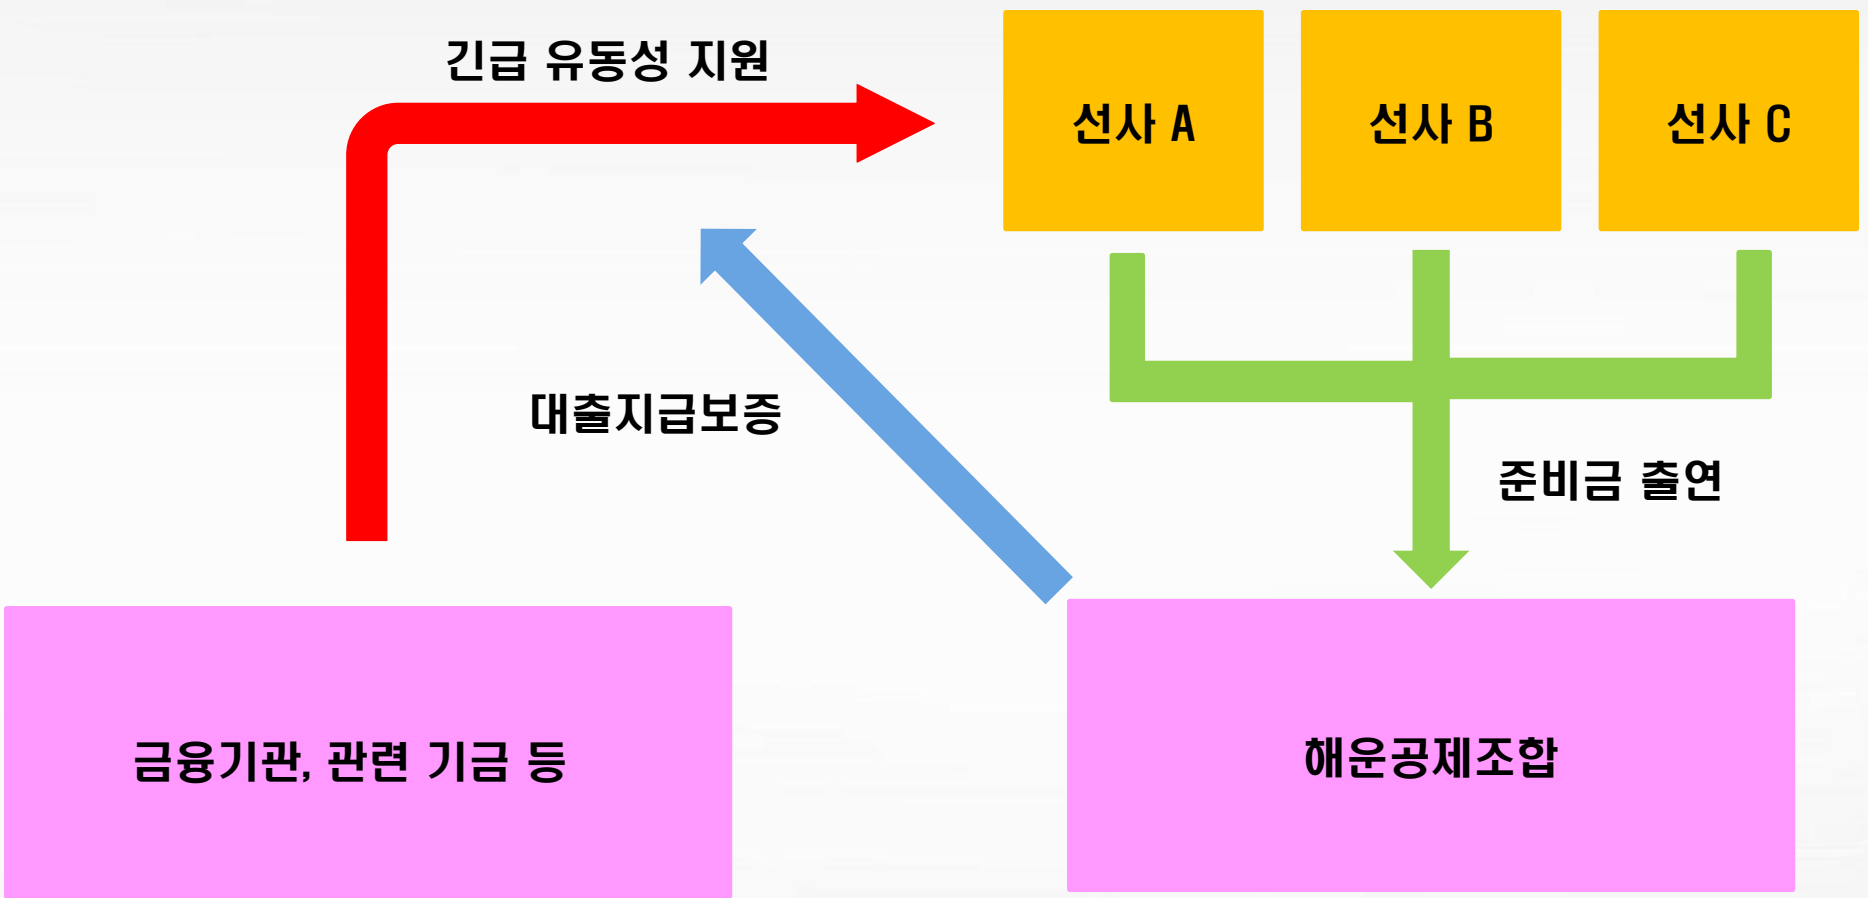 긴급 유동성 지원
선사 A
선사 B
선사 C
대출지급보증
준비금 출연
금융기관, 관련 기금 등
해운공제조합